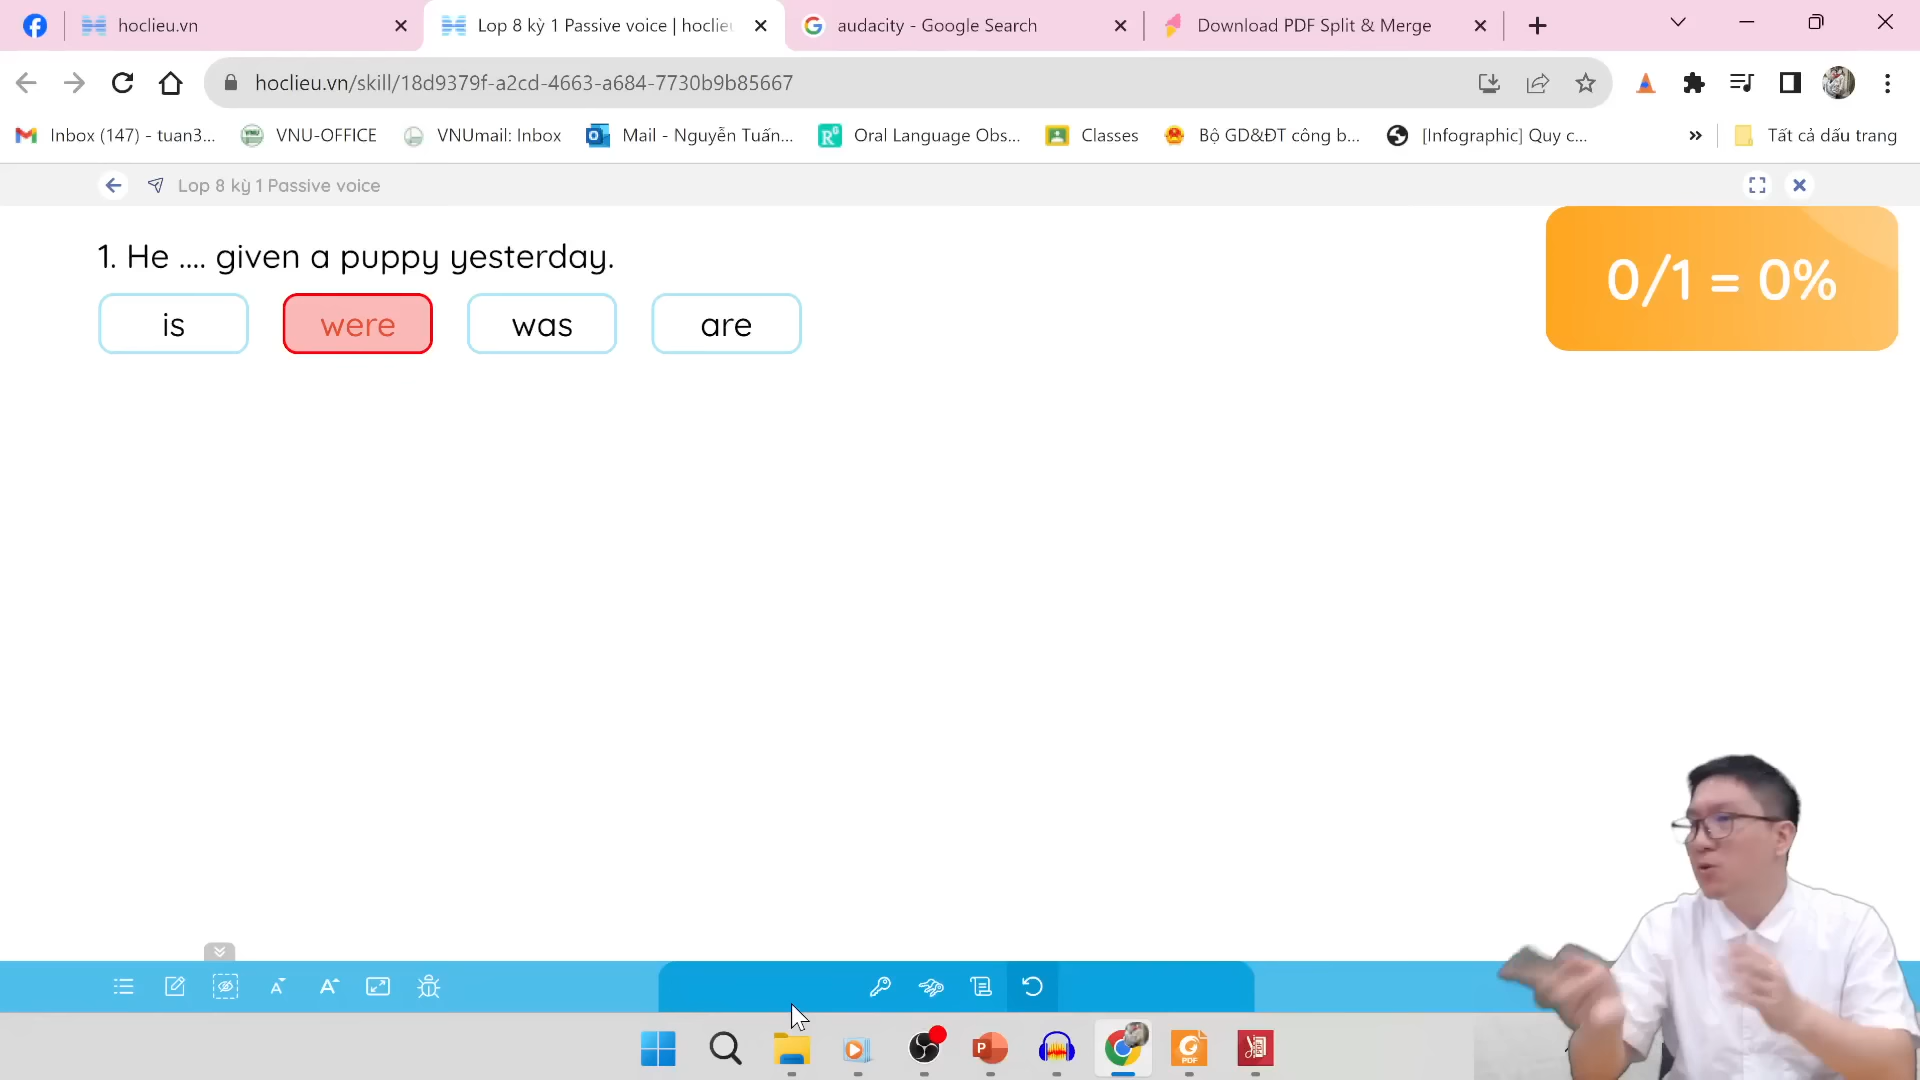 hoclieu.vn
Lop 8 kỳ 1 Passive voice | hoclie
audacity - Google Search
Download PDF Split & Merge
hoclieu.vn/skill/18d9379f-a2cd-4663-a684-7730b9b85667
Inbox (147) - tuan3...
VNU-OFFICE
VNUmail: Inbox
Mail - Nguyễn Tuấn...
Oral Language Obs...
Classes
Bộ GD&ĐT công b...
[Infographic] Quy c...
»
Tất cả dấu trang
Lop 8 kỳ 1 Passive voice
1. He .... given a puppy yesterday.
is
were
was
are
0/1 = 0%